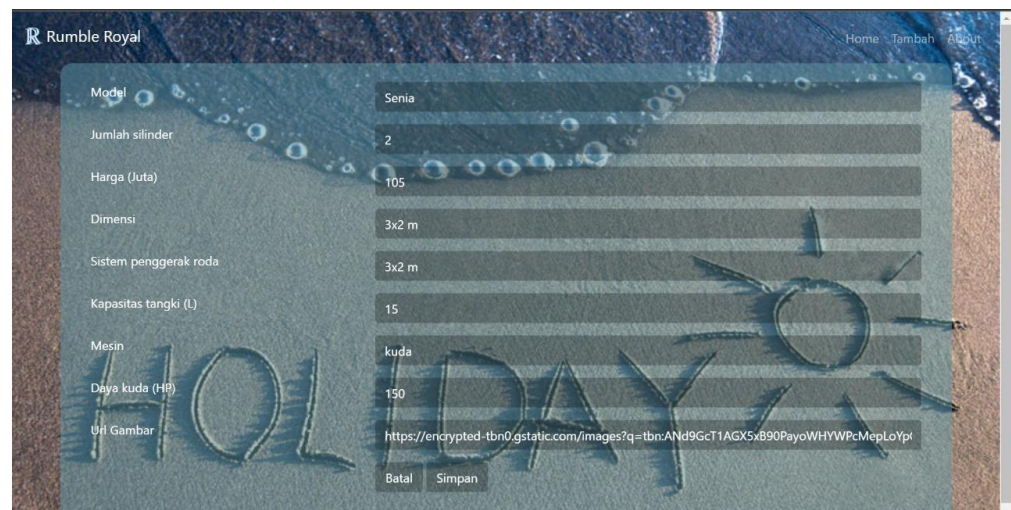 R Rumble Royal
Home Tambah About
Model Senia
Jumlah silinder 2
Harga (Juta) 105
Dimensi 3x2 m
Sistem penggerak roda 3x2 m
Kapasitas tangki (L) 15
Mesin kuda
Daya kuda (HP) 150
Url Gambar https://encrypted-tbn0.gstatic.com/images?q=tbn:ANd9GcT1AGX5xB90PayoWHYWPcMepLoYp
Batal Simpan
HOLIDAY